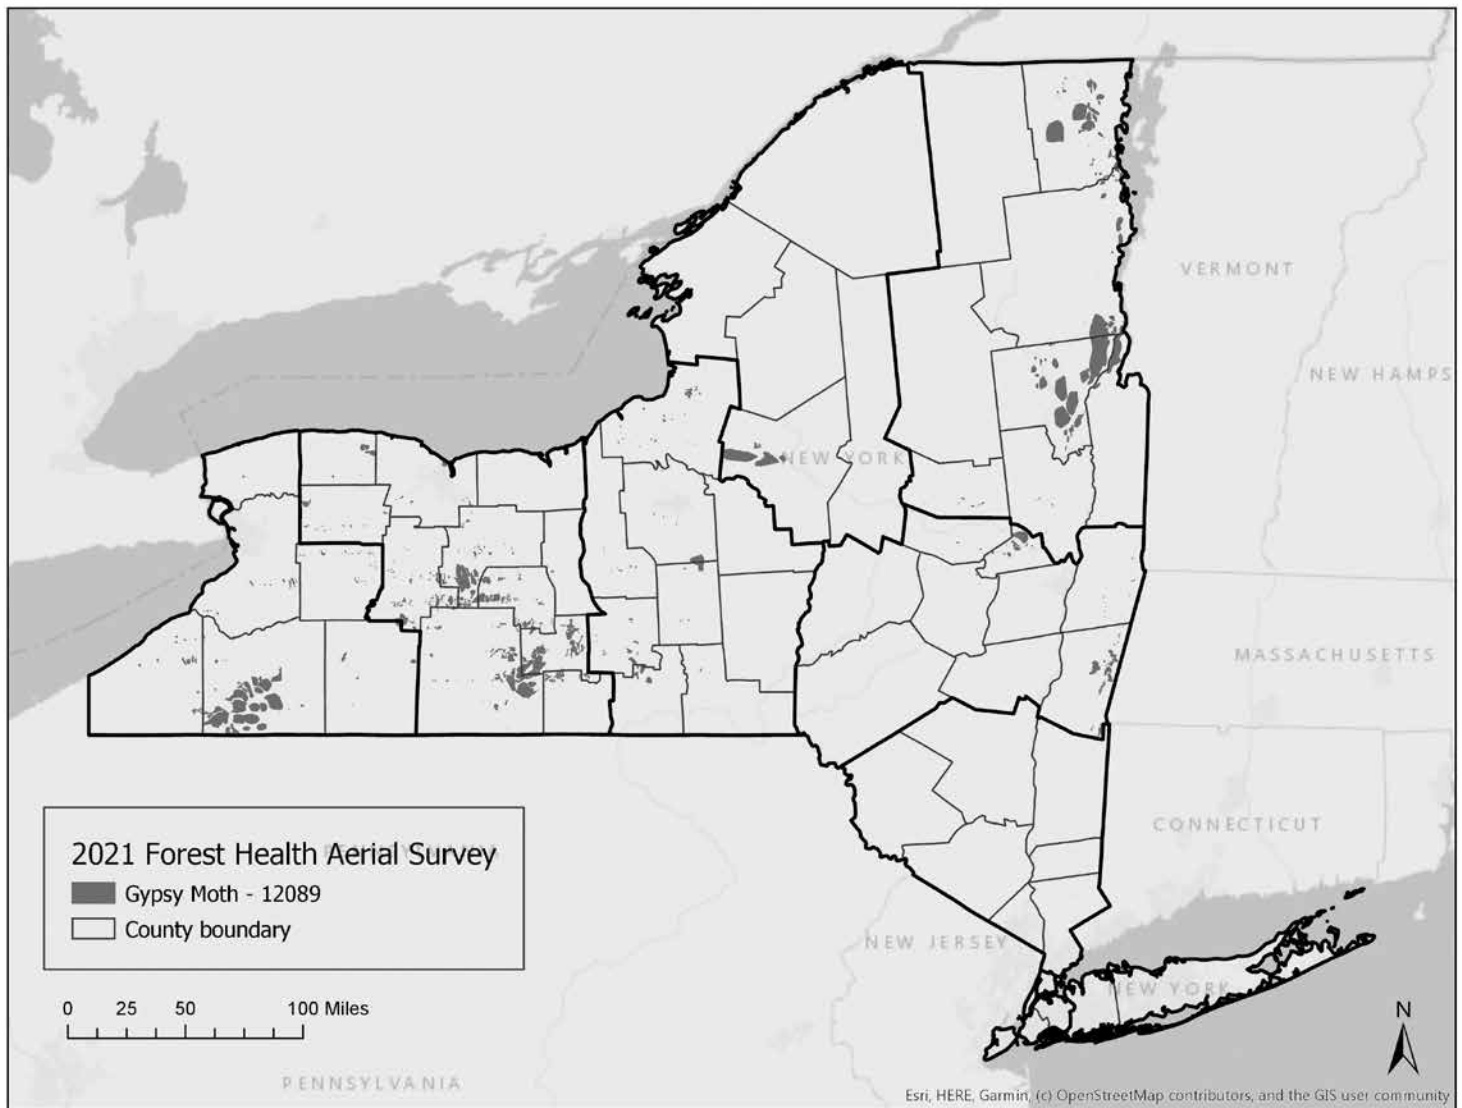 VERMONT
NEW HAMPS
NEW YORK
MASSACHUSETTS
CONNECTICUT
2021 Forest Health Aerial Survey
PENNSYLVANIA
Gypsy Moth - 12089
County boundary
NEW JERSEY
NEW YORK
0 25 50 100 Miles
N
PENNSYLVANIA
Esri, HERE, Garmin, (c) OpenStreetMap contributors, and the GIS user community